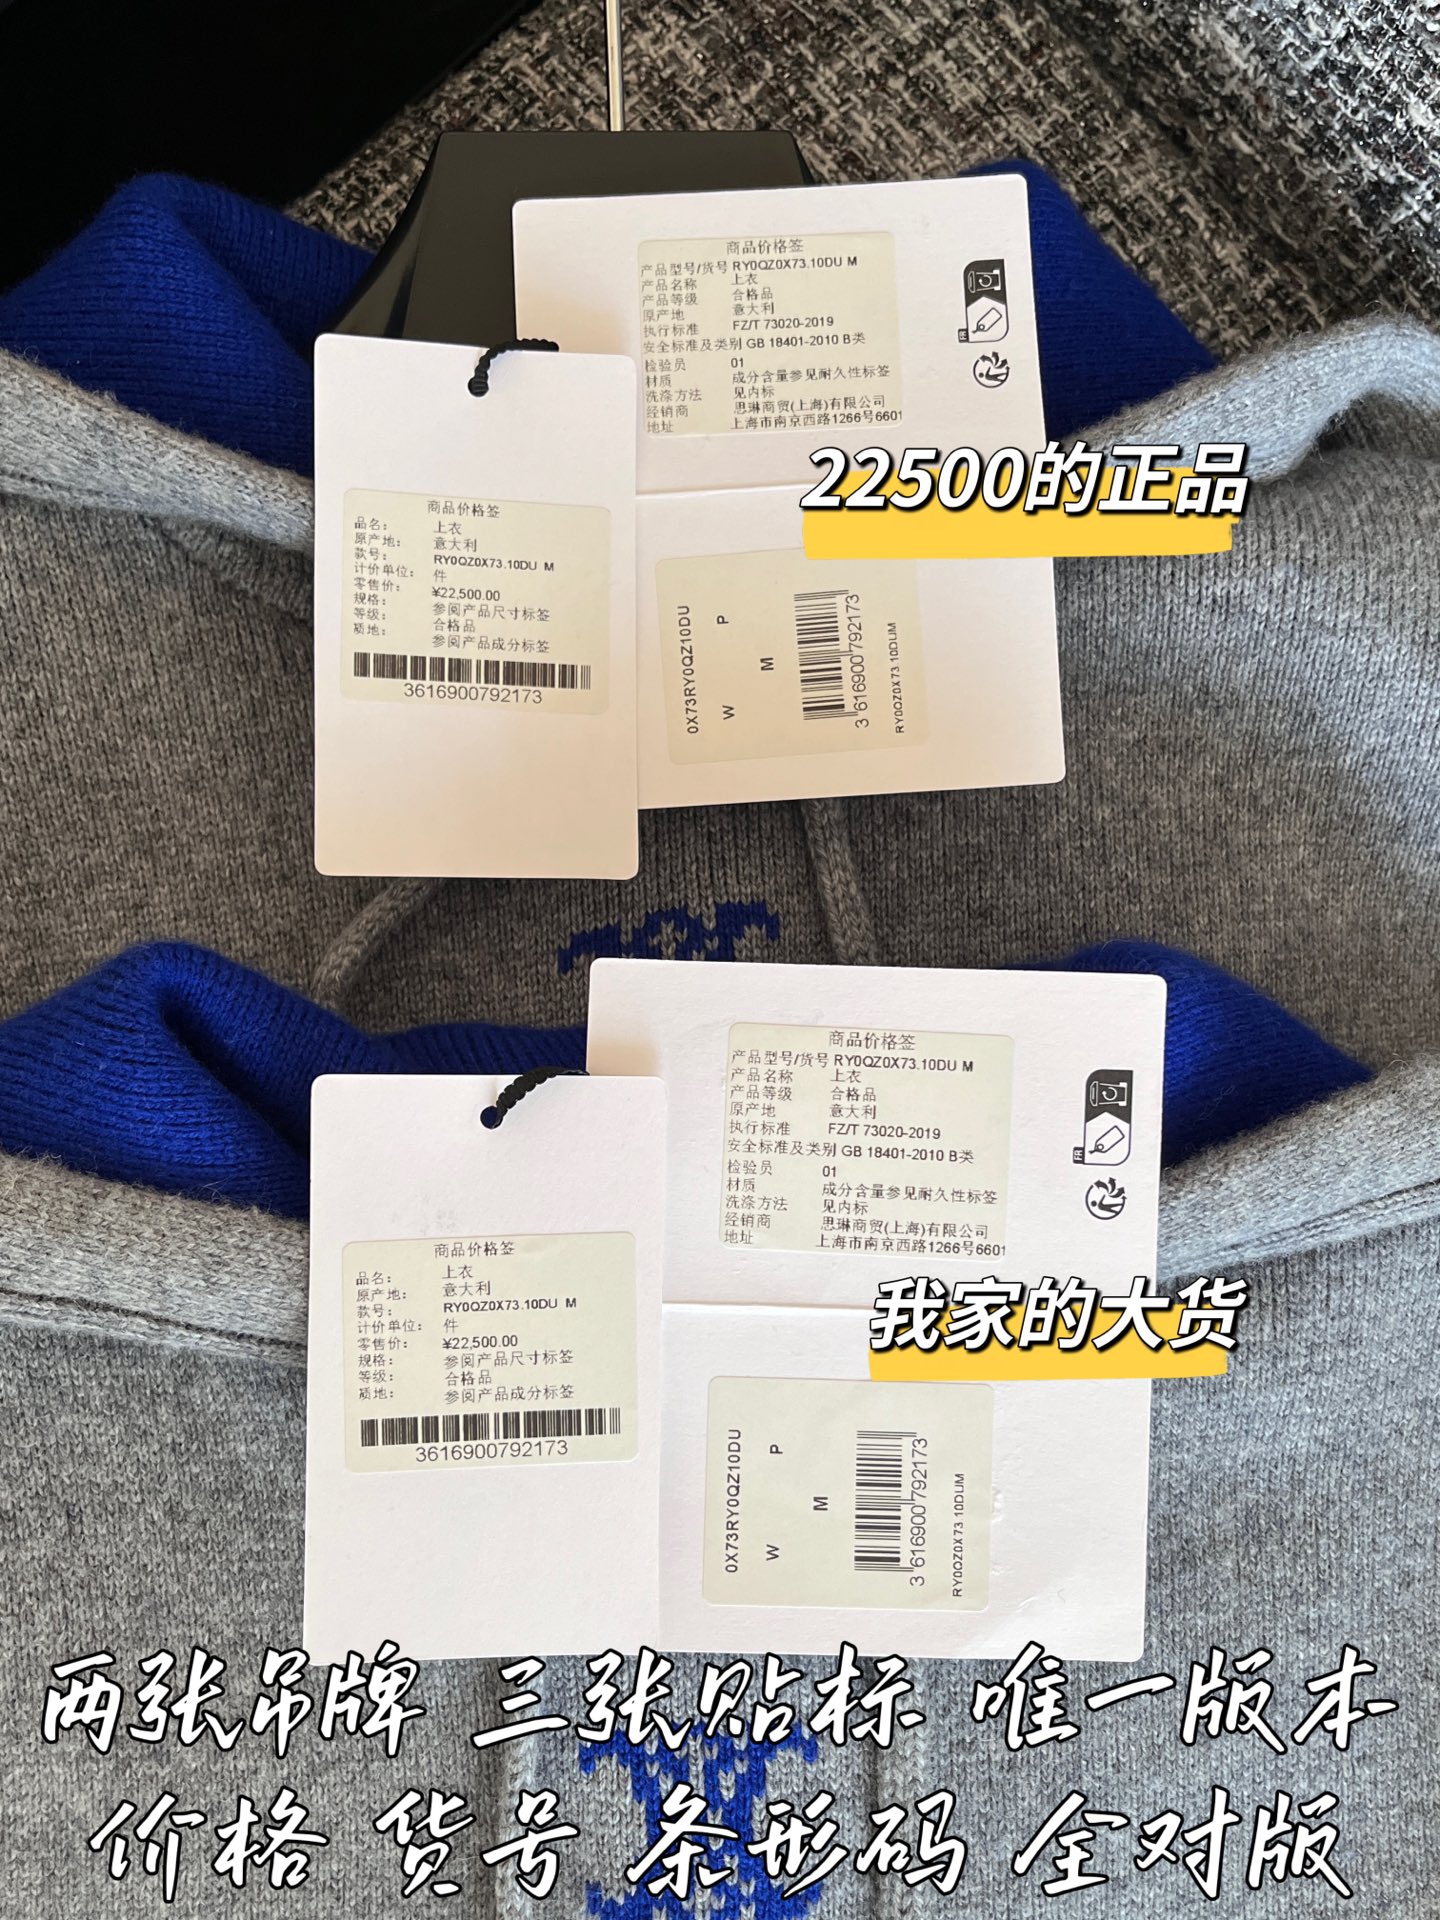 商品价格签
产品型号/货号 RY0QZ0X73.10DU M
产品名称 上衣
产品等级 合格品
原产地 意大利
执行标准 FZ/T 73020-2019
安全标准及类别 GB 18401-2010 B类
检验员 01
材质 成分含量参见耐久性标签
洗涤方法 见内标
经销商 思琳商贸(上海)有限公司
地址 上海市南京西路1266号6601
FR
22500的正品
商品价格签
品名: 上衣
原产地: 意大利
款号: RY0QZ0X73.10DU M
计价单位: 件
零售价: ¥22,500.00
规格: 参阅产品尺寸标签
等级: 合格品
质地: 参阅产品成分标签
3616900792173
0X73RY0QZ10DU
W P
M
3 616900 792173
RY0QZ0X73 10DUM
商品价格签
产品型号/货号 RY0QZ0X73.10DU M
产品名称 上衣
产品等级 合格品
原产地 意大利
执行标准 FZ/T 73020-2019
安全标准及类别 GB 18401-2010 B类
检验员 01
材质 成分含量参见耐久性标签
洗涤方法 见内标
经销商 思琳商贸(上海)有限公司
地址 上海市南京西路1266号6601
FR
我家的大货
商品价格签
品名: 上衣
原产地: 意大利
款号: RY0QZ0X73.10DU M
计价单位: 件
零售价: ¥22,500.00
规格: 参阅产品尺寸标签
等级: 合格品
质地: 参阅产品成分标签
3616900792173
0X73RY0QZ10DU
W P
M
3 616900 792173
RY0QZ0X73 10DUM
两张吊牌 三张贴标 唯一版本
价格 货号 条形码 全对版